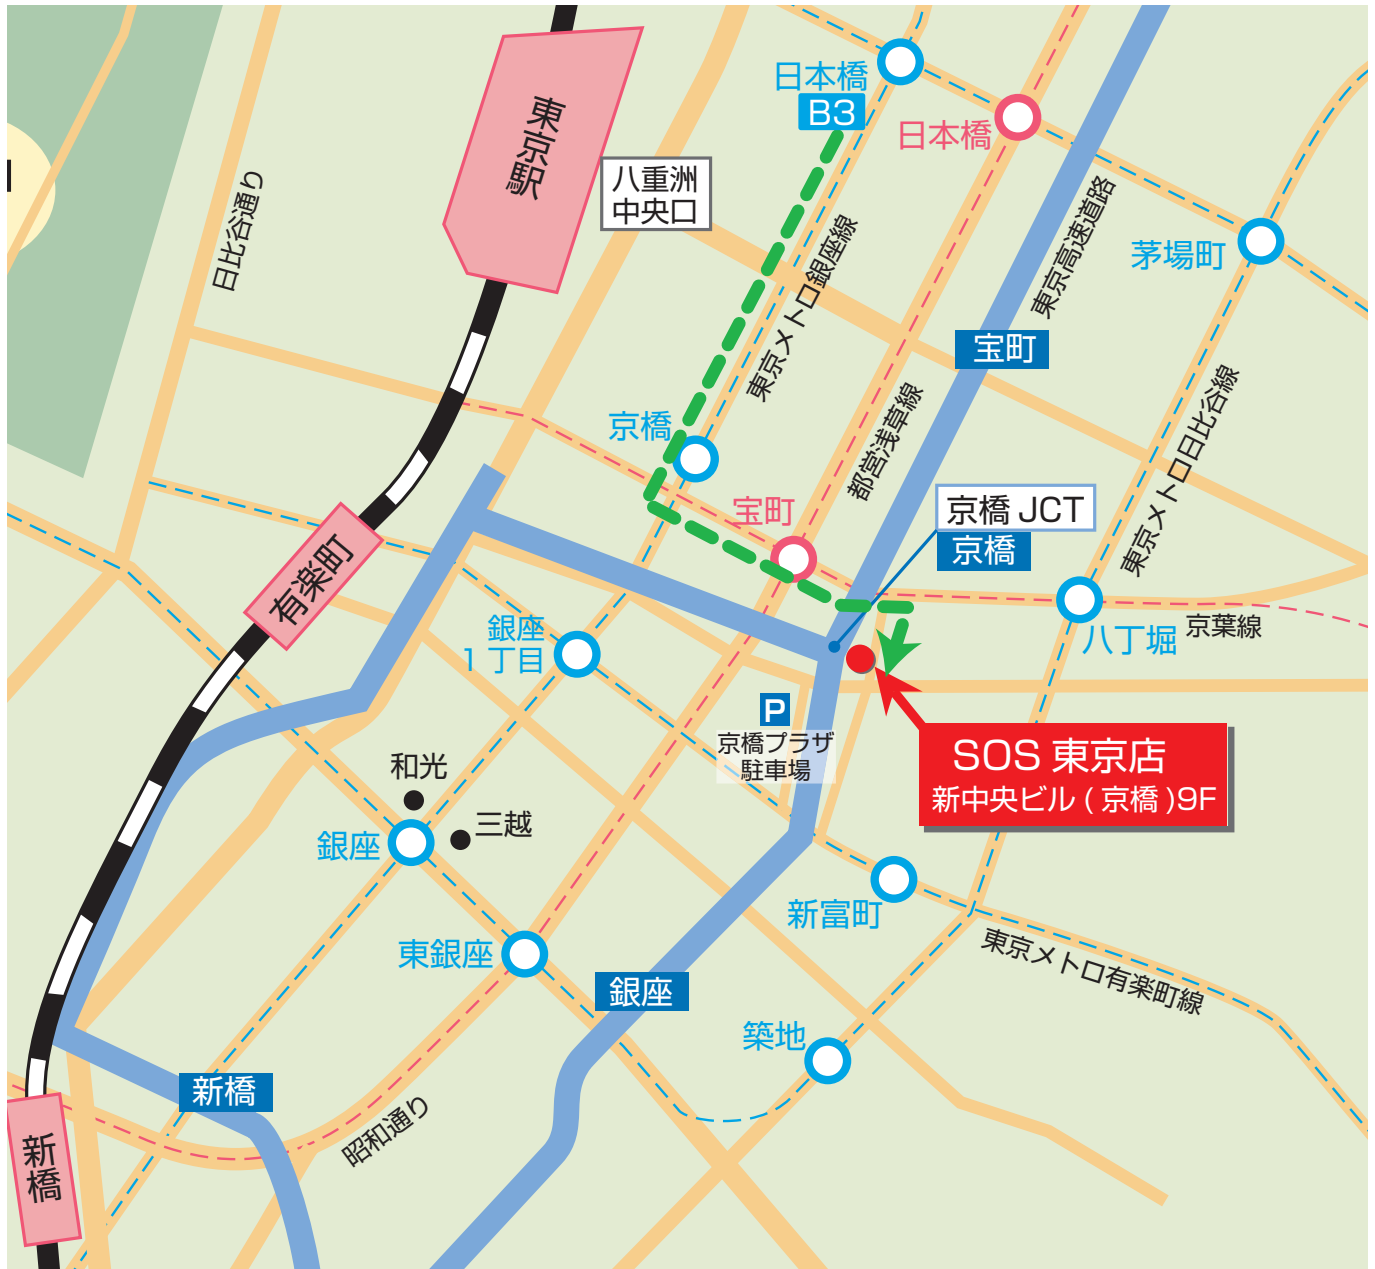 東京駅
日本橋
B3
日本橋
八重洲
中央口
日比谷通り
東京メトロ銀座線
東京高速道路
茅場町
宝町
京橋
都営浅草線
東京メトロ日比谷線
宝町
京橋 JCT
京橋
有楽町
銀座
1 丁目
八丁堀
京葉線
P
京橋プラザ
駐車場
SOS 東京店
新中央ビル ( 京橋 )9F
和光
三越
銀座
新富町
東銀座
東京メトロ有楽町線
銀座
築地
新橋
昭和通り
新橋